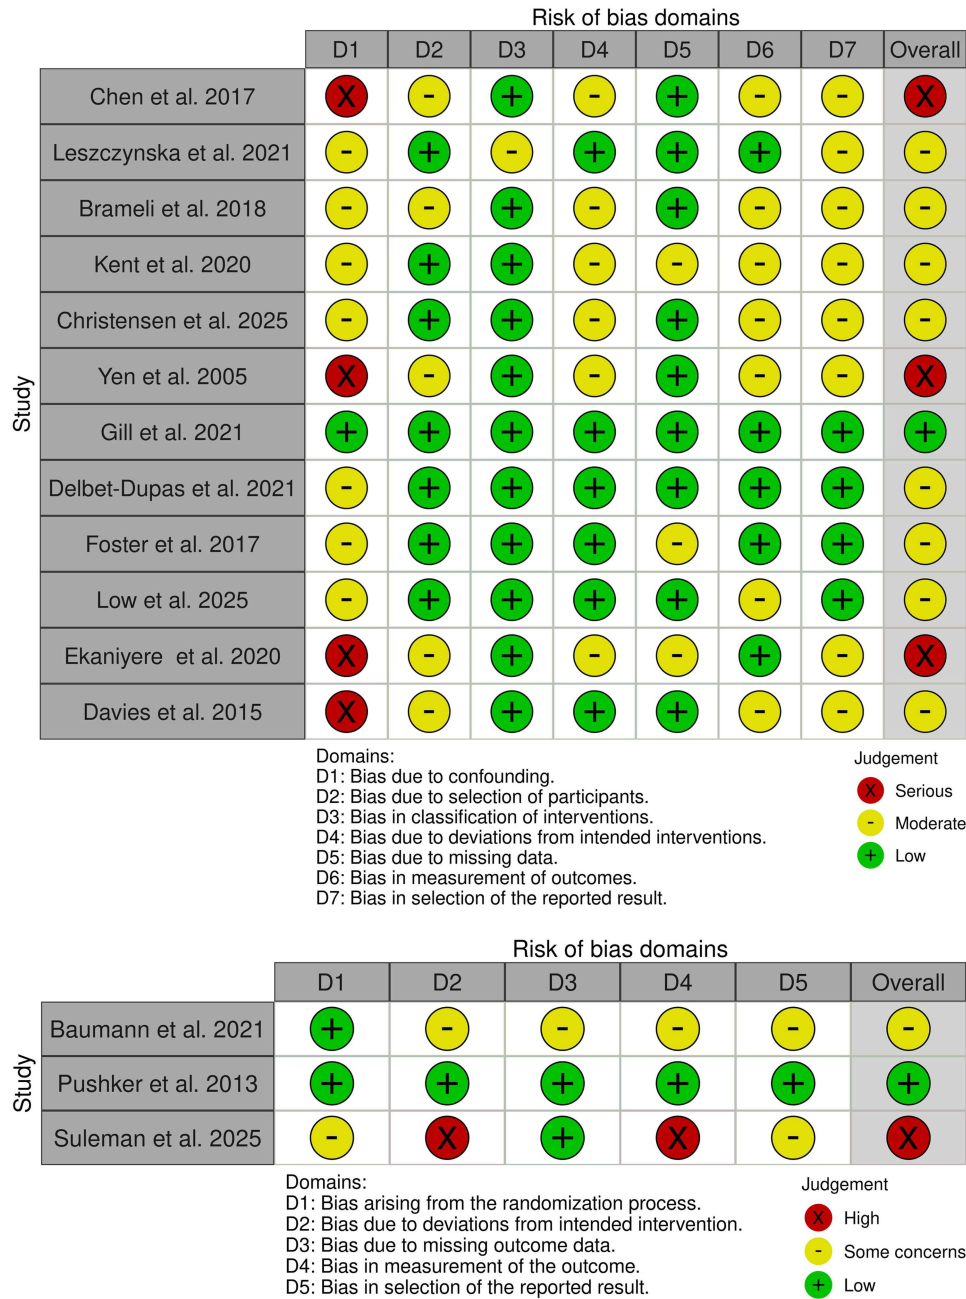 Risk of bias domains
D1 D2 D3 D4 D5 D6 D7 Overall
Study
Chen et al. 2017 X - + - + - - X
Leszczynska et al. 2021 - + - + + + - -
Brameli et al. 2018 - - + - + - - -
Kent et al. 2020 - + + - - - - -
Christensen et al. 2025 - + + - + - - -
Yen et al. 2005 X - + - + - - X
Gill et al. 2021 + + + + + + + +
Delbet-Dupas et al. 2021 - + + + + + + -
Foster et al. 2017 - + + + - + + -
Low et al. 2025 - + + + + - + -
Ekaniyere et al. 2020 X - + - - + - X
Davies et al. 2015 X - + + + - - -
Domains:
D1: Bias due to confounding.
D2: Bias due to selection of participants.
D3: Bias in classification of interventions.
D4: Bias due to deviations from intended interventions.
D5: Bias due to missing data.
D6: Bias in measurement of outcomes.
D7: Bias in selection of the reported result.
Judgement
X Serious
- Moderate
+ Low
Risk of bias domains
D1 D2 D3 D4 D5 Overall
Study
Baumann et al. 2021 + - - - - -
Pushker et al. 2013 + + + + + +
Suleman et al. 2025 - X + X - X
Domains:
D1: Bias arising from the randomization process.
D2: Bias due to deviations from intended intervention.
D3: Bias due to missing outcome data.
D4: Bias in measurement of the outcome.
D5: Bias in selection of the reported result.
Judgement
X High
- Some concerns
+ Low